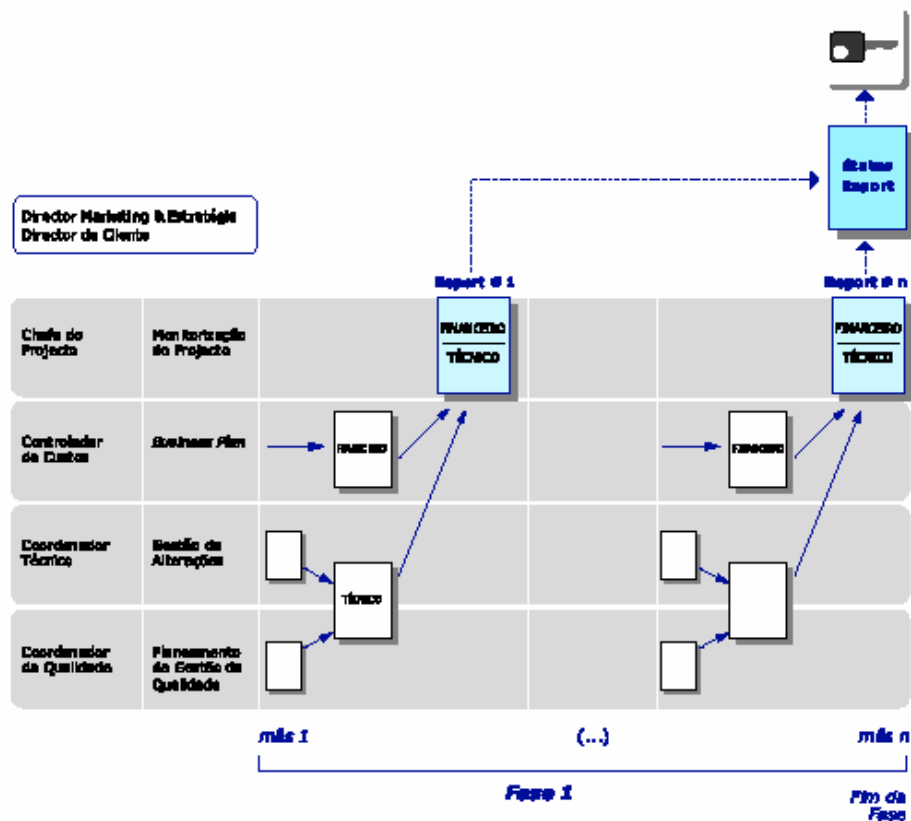 Status
Report
Director Marketing & Estratégia
Director de Cliente
Report # 1
Report # n
Chefe do
Projecto
Monitorização
do Projecto
FINANCEIRO
TÉCNICO
FINANCEIRO
TÉCNICO
Controlador
de Custos
Business Plan
FINANCEIRO
FINANCEIRO
Coordenador
Técnico
Gestão de
Alterações
TÉCNICO
Coordenador
da Qualidade
Planeamento
da Gestão da
Qualidade
mês 1
(...)
mês n
Fase 1
Fim da
Fase